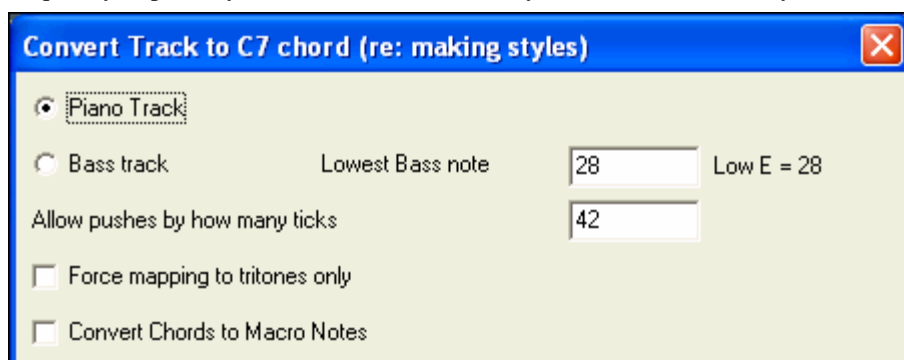 Convert Track to C7 chord (re: making styles)
Piano Track
Bass track Lowest Bass note 28 Low E = 28
Allow pushes by how many ticks 42
Force mapping to tritones only
Convert Chords to Macro Notes